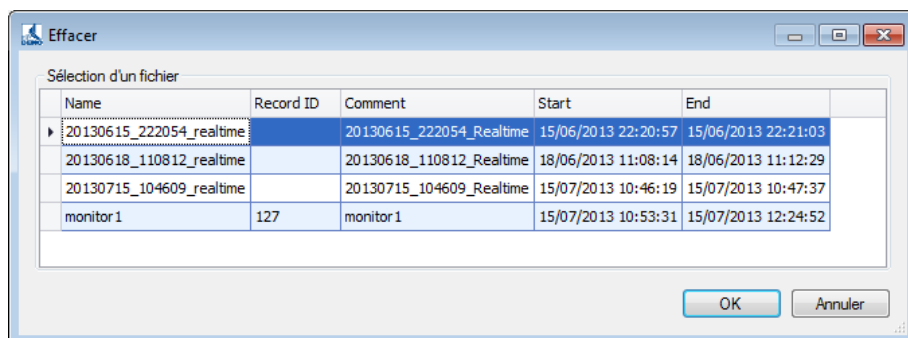 Effacer
Sélection d'un fichier
Name Record ID Comment Start End
20130615_222054_realtime 20130615_222054_Realtime 15/06/2013 22:20:57 15/06/2013 22:21:03
20130618_110812_realtime 20130618_110812_Realtime 18/06/2013 11:08:14 18/06/2013 11:12:29
20130715_104609_realtime 20130715_104609_Realtime 15/07/2013 10:46:19 15/07/2013 10:47:37
monitor1 127 monitor1 15/07/2013 10:53:31 15/07/2013 12:24:52
OK Annuler